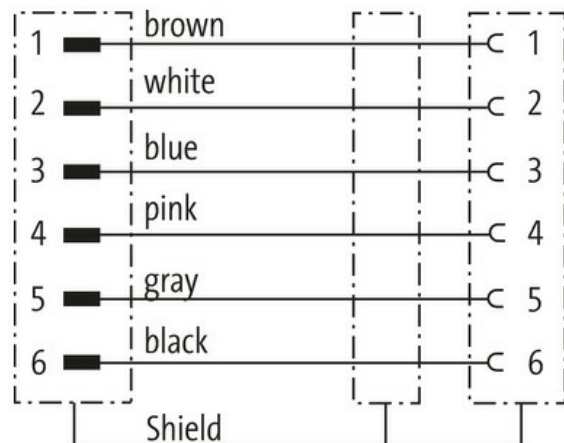 1 brown 1
2 white 2
3 blue 3
4 pink 4
5 gray 5
6 black 6
Shield